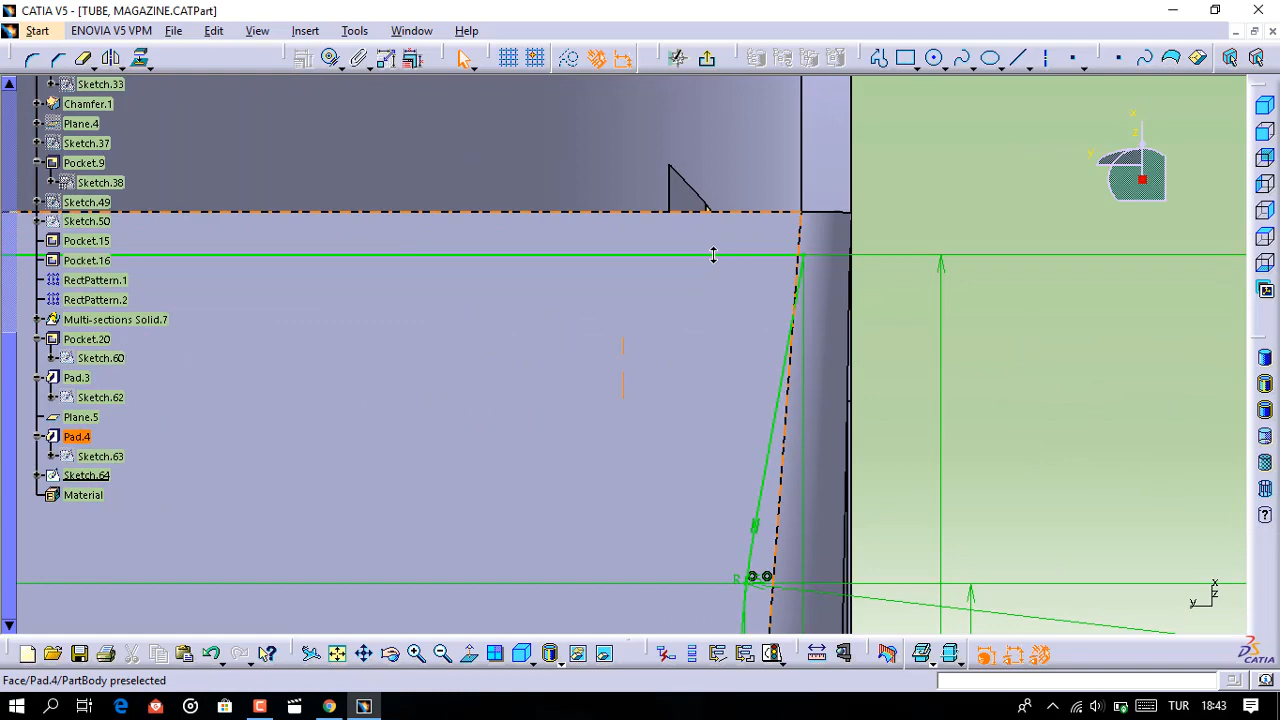 CATIA V5 - [TUBE, MAGAZINE.CATPart]
Start ENOVIA V5 VPM File Edit View Insert Tools Window Help
Sketch.33
Chamfer.1
Plane.4
Sketch.37
Pocket.9
Sketch.38
Sketch.49
Sketch.50
Pocket.15
Pocket.16
RectPattern.1
RectPattern.2
Multi-sections Solid.7
Pocket.20
Sketch.60
Pad.3
Sketch.62
Plane.5
Pad.4
Sketch.63
Sketch.64
Material
x
z
y
R
x
z
y
CATIA
Face/Pad.4/PartBody preselected
TUR 18:43